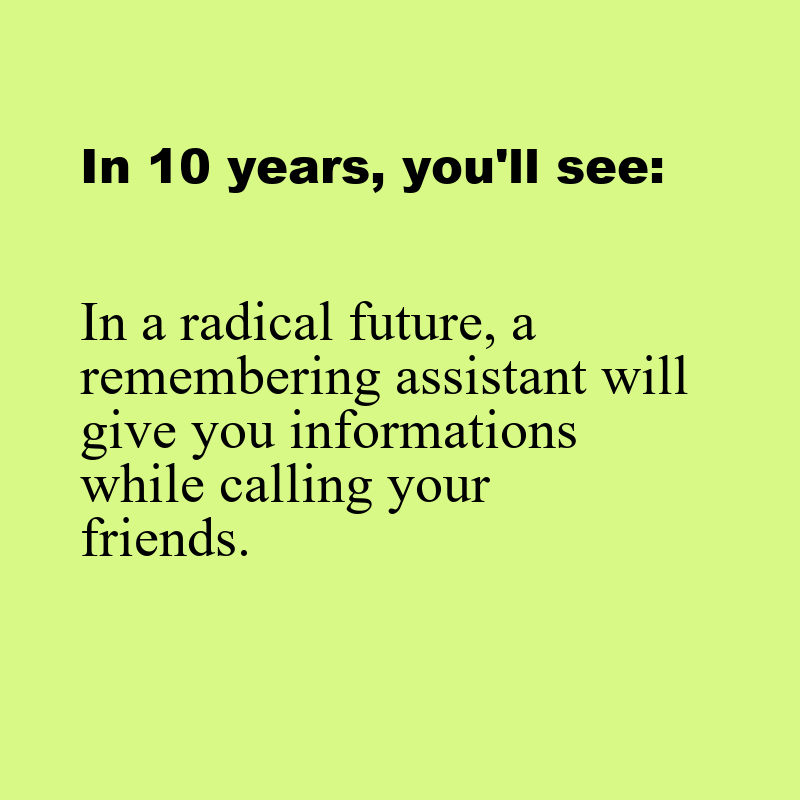 In 10 years, you'll see:
In a radical future, a
remembering assistant will
give you informations
while calling your
friends.